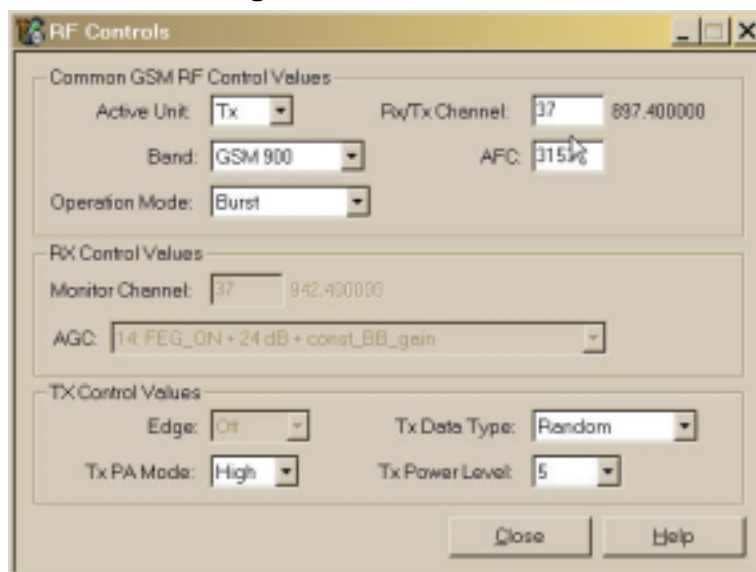 RF Controls
Common GSM RF Control Values
Active Unit: Tx Rx/Tx Channel: 37 897.400000
Band: GSM 900 AFC:
Operation Mode: Burst
RX Control Values
Monitor Channel: 37 942.400000
AGC: 14: FEG_ON + 24 dB + const_BB_gain
TX Control Values
Edge: Off Tx Data Type: Random
Tx PA Mode: High Tx Power Level: 5
Close Help